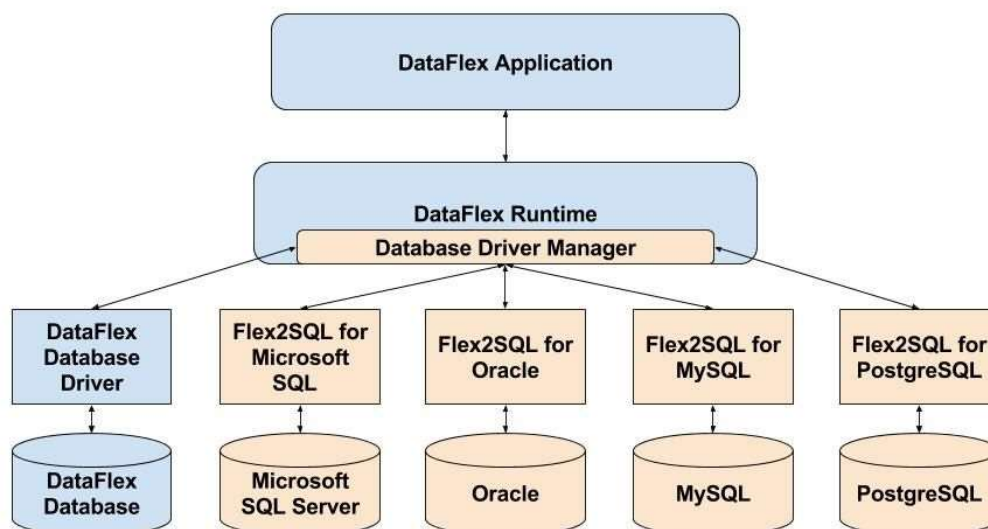 DataFlex Application
DataFlex Runtime
Database Driver Manager
DataFlex
Database
Driver
Flex2SQL for
Microsoft
SQL
Flex2SQL for
Oracle
Flex2SQL for
MySQL
Flex2SQL for
PostgreSQL
DataFlex
Database
Microsoft
SQL Server
Oracle
MySQL
PostgreSQL